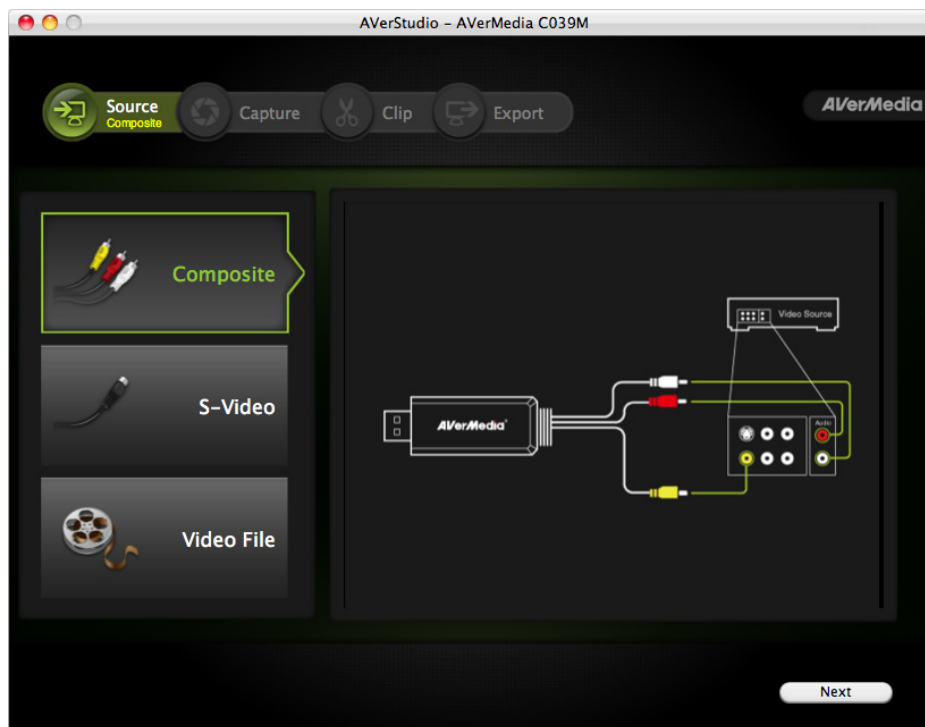 AVerStudio – AVerMedia C039M
Source
Composite
Capture
Clip
Export
AVerMedia
Composite
S-Video
Video File
Video Source
Audio
AVerMedia®
Next